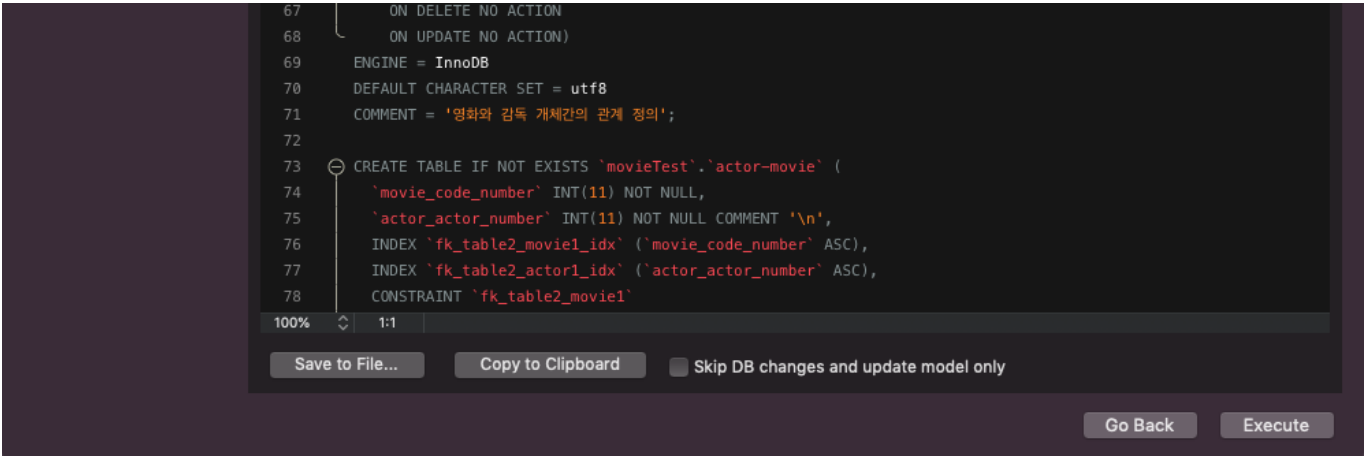 67 ON DELETE NO ACTION
68 ON UPDATE NO ACTION)
69 ENGINE = InnoDB
70 DEFAULT CHARACTER SET = utf8
71 COMMENT = '영화와 감독 개체간의 관계 정의';
72
73 CREATE TABLE IF NOT EXISTS `movieTest`.`actor-movie` (
74 `movie_code_number` INT(11) NOT NULL,
75 `actor_actor_number` INT(11) NOT NULL COMMENT '\n',
76 INDEX `fk_table2_movie1_idx` (`movie_code_number` ASC),
77 INDEX `fk_table2_actor1_idx` (`actor_actor_number` ASC),
78 CONSTRAINT `fk_table2_movie1`
100% 1:1
Save to File... Copy to Clipboard Skip DB changes and update model only
Go Back Execute